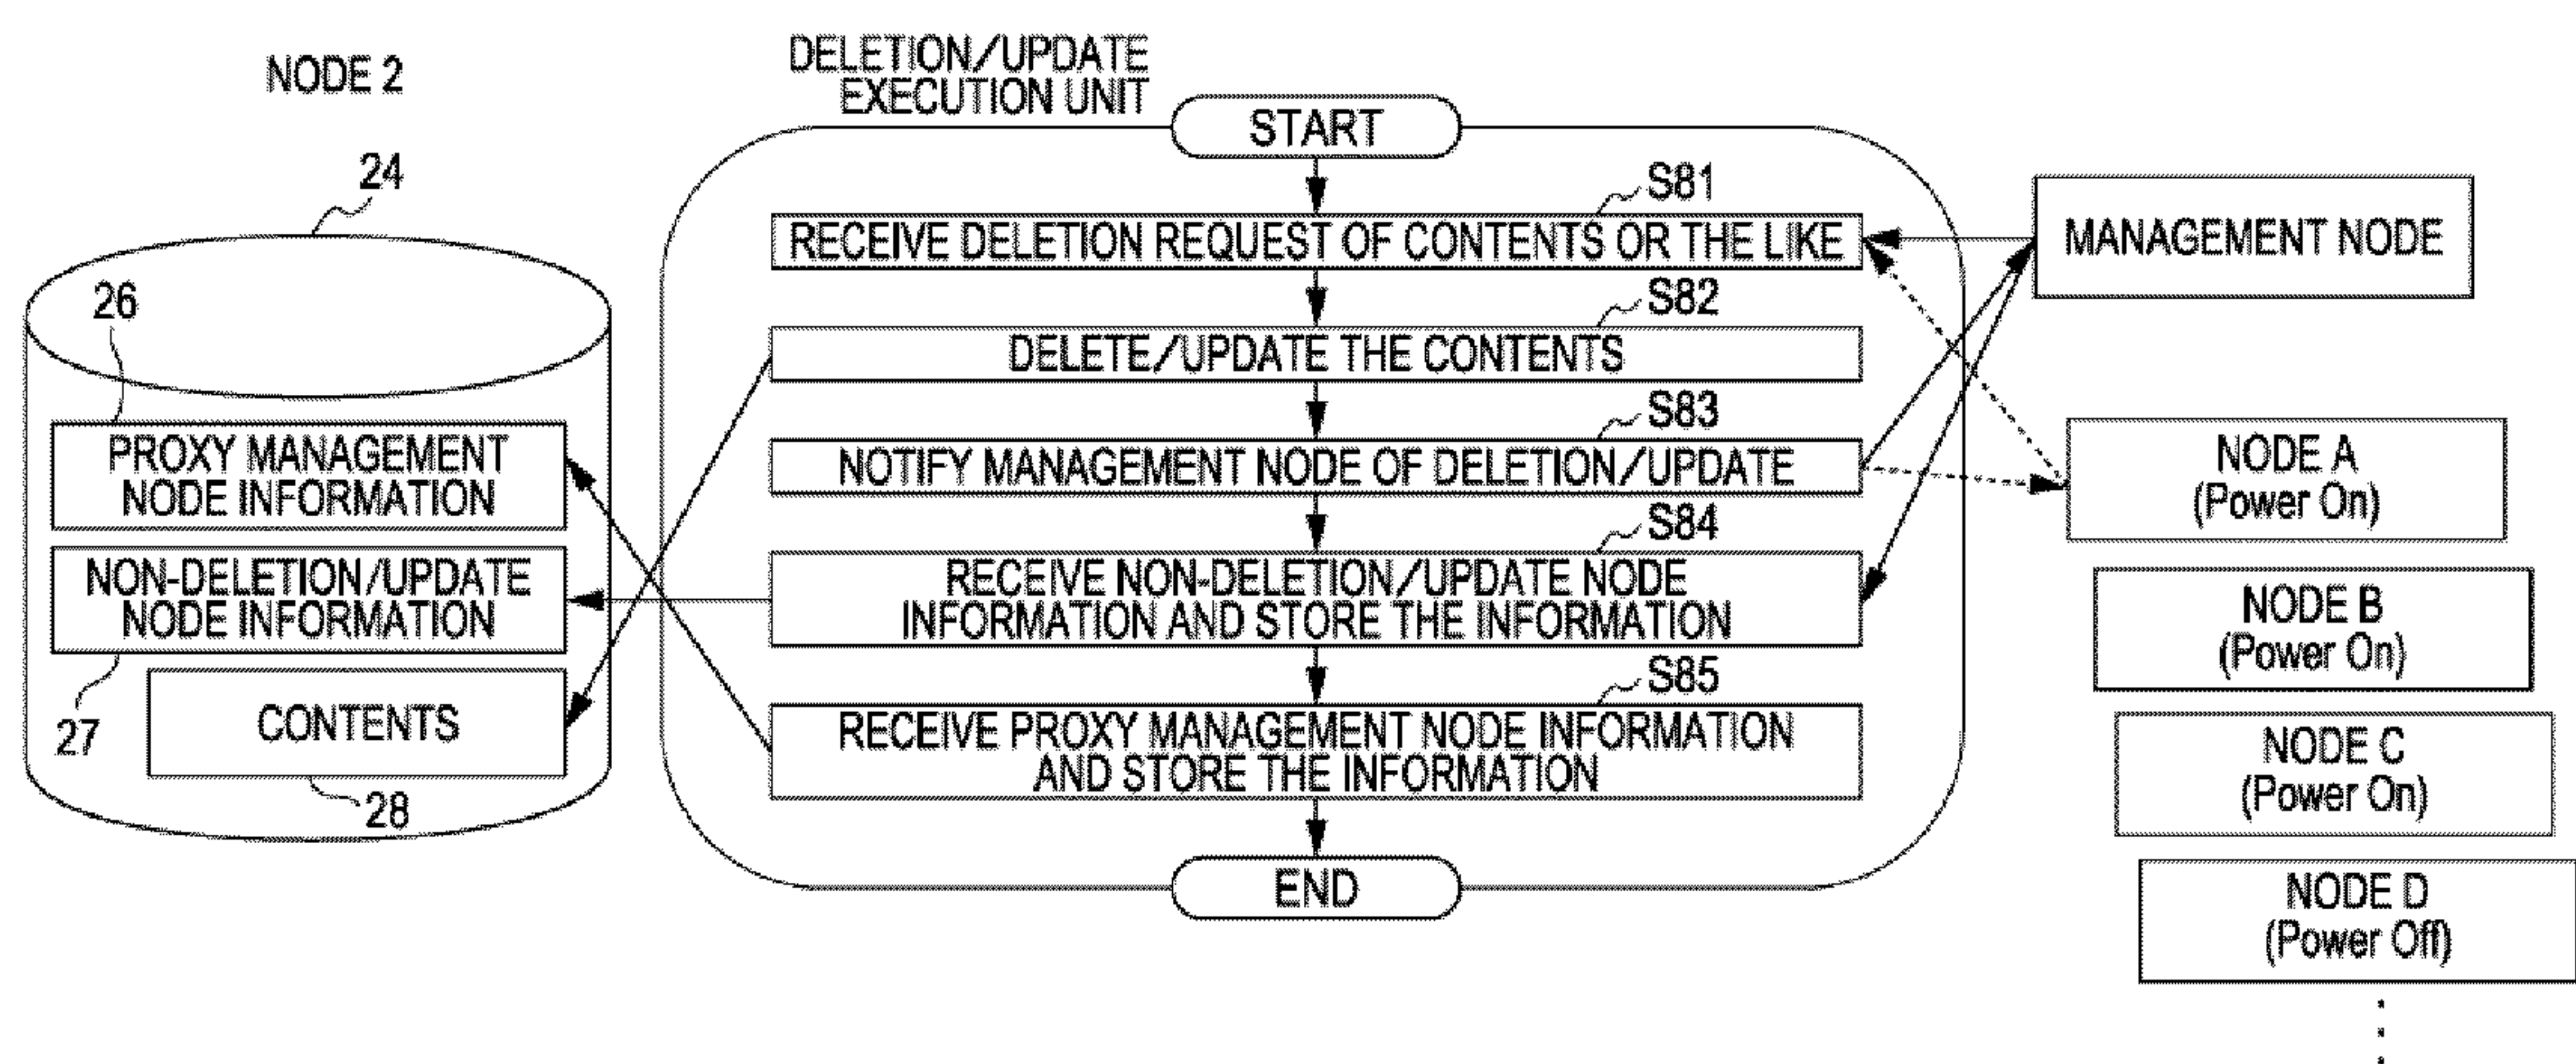 NODE 2
24
26
PROXY MANAGEMENT
NODE INFORMATION
NON-DELETION/UPDATE
NODE INFORMATION
27
CONTENTS
28
DELETION/UPDATE
EXECUTION UNIT
START
S81
RECEIVE DELETION REQUEST OF CONTENTS OR THE LIKE
S82
DELETE/UPDATE THE CONTENTS
S83
NOTIFY MANAGEMENT NODE OF DELETION/UPDATE
S84
RECEIVE NON-DELETION/UPDATE NODE
INFORMATION AND STORE THE INFORMATION
S85
RECEIVE PROXY MANAGEMENT NODE INFORMATION
AND STORE THE INFORMATION
END
MANAGEMENT NODE
NODE A
(Power On)
NODE B
(Power On)
NODE C
(Power On)
NODE D
(Power Off)